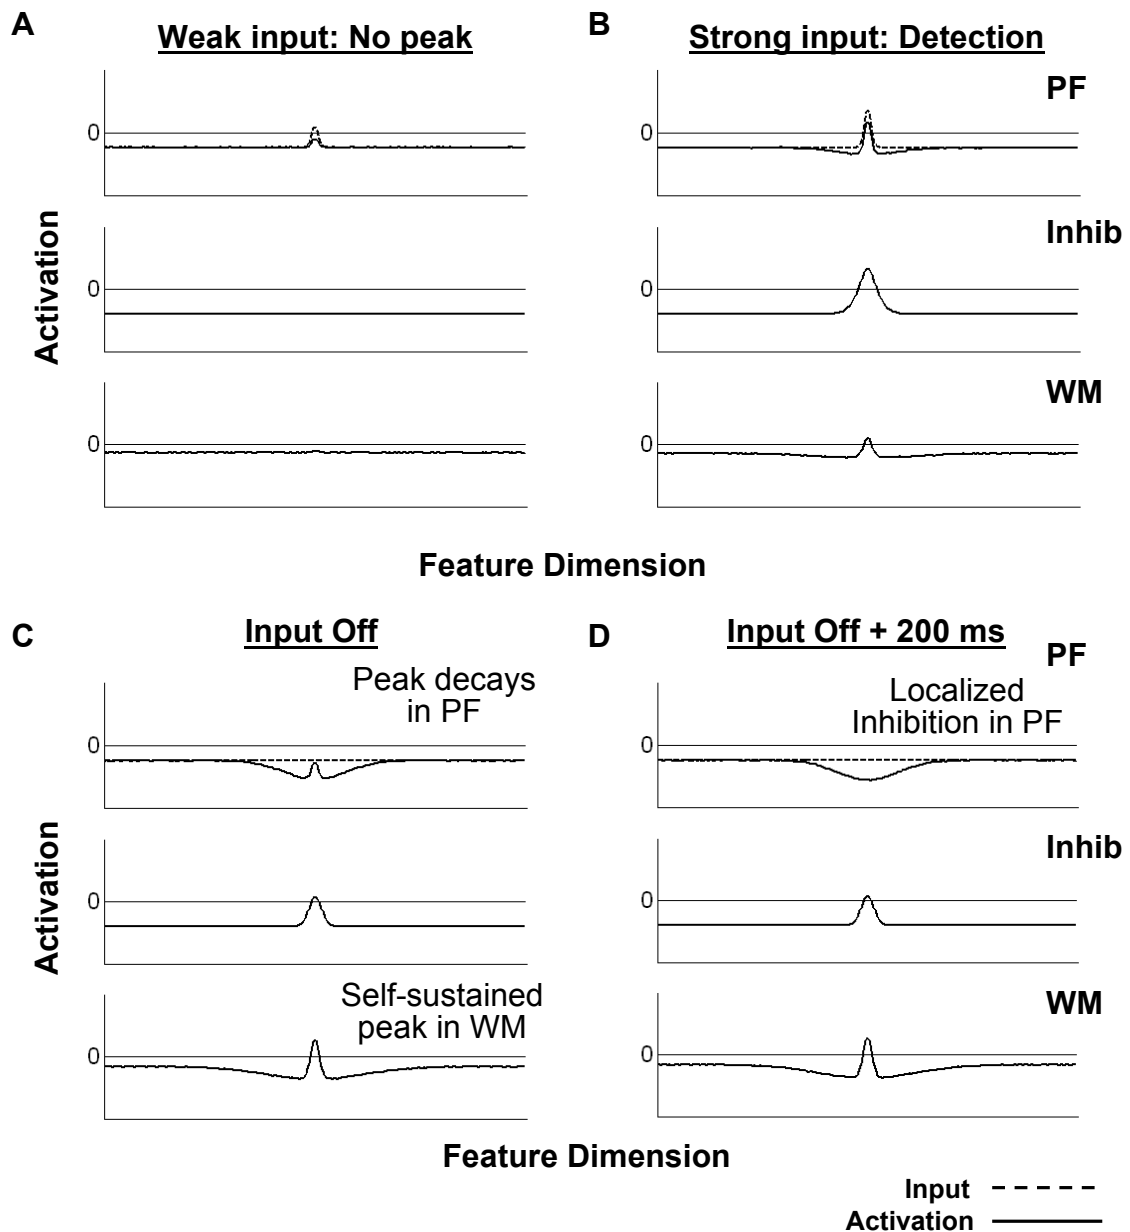 A
Weak input: No peak
B
Strong input: Detection
PF
0
0
Inhib
0
0
WM
0
0
Activation
Feature Dimension
C
Input Off
D
Input Off + 200 ms
PF
Peak decays
in PF
Localized
Inhibition in PF
0
0
Inhib
0
0
Self-sustained
peak in WM
WM
0
0
Activation
Feature Dimension
Input
Activation